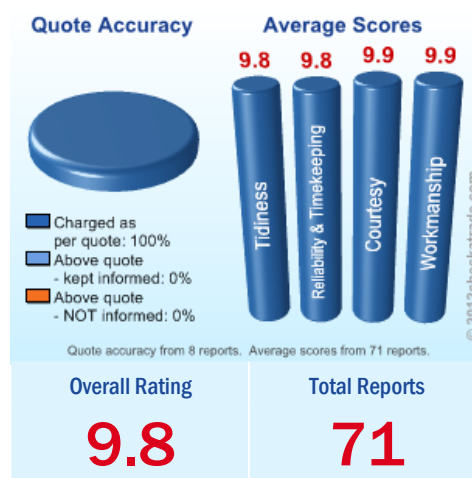 Quote Accuracy
Average Scores
9.8
9.8
9.9
9.9
Tidiness
Reliability & Timekeeping
Courtesy
Workmanship
Charged as
per quote: 100%
Above quote
- kept informed: 0%
Above quote
- NOT informed: 0%
© 2013checkatrade.com
Quote accuracy from 8 reports. Average scores from 71 reports.
Overall Rating
Total Reports
9.8
71